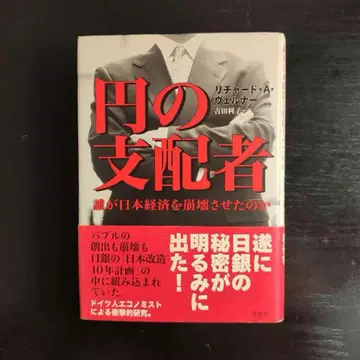 リチャード・A・
ヴェルナー
吉田利子
円の
支配者
誰が日本経済を崩壊させたのか
遂に
日銀の
秘密が
明るみに
出た!
バブルの
創出も崩壊も
日銀の「日本改造
10年計画」の
中に組み込まれ
ていた。
ドイツ人エコノミスト
による衝撃的研究。
草思社